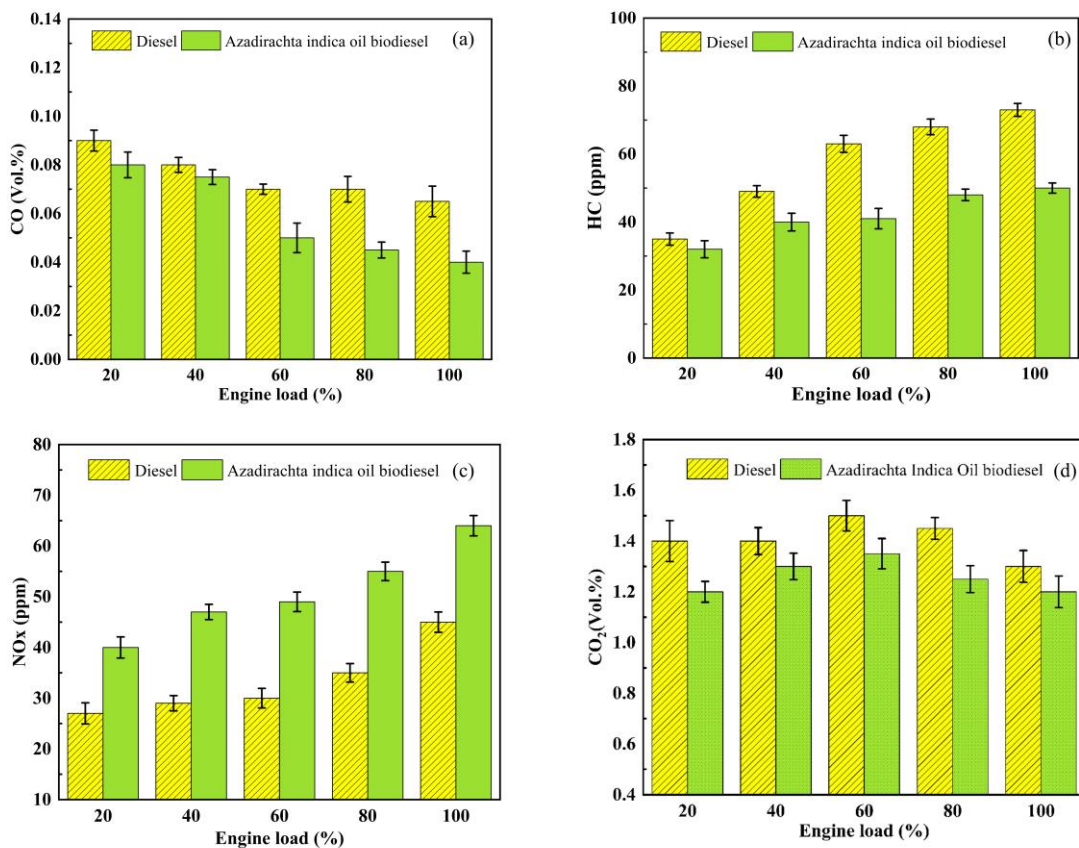 0.14
Diesel Azadirachta indica oil biodiesel (a)
0.12
0.10
0.08
0.06
0.04
0.02
0.00
CO (Vol.%)
20 40 60 80 100
Engine load (%)
100
Diesel Azadirachta indica oil biodiesel (b)
80
60
40
20
0
HC (ppm)
20 40 60 80 100
Engine load (%)
80
Diesel Azadirachta indica oil biodiesel (c)
70
60
50
40
30
20
10
NOx (ppm)
20 40 60 80 100
Engine load (%)
1.8
Diesel Azadirachta Indica Oil biodiesel (d)
1.6
1.4
1.2
1.0
0.8
0.6
0.4
CO₂(Vol.%)
20 40 60 80 100
Engine load (%)